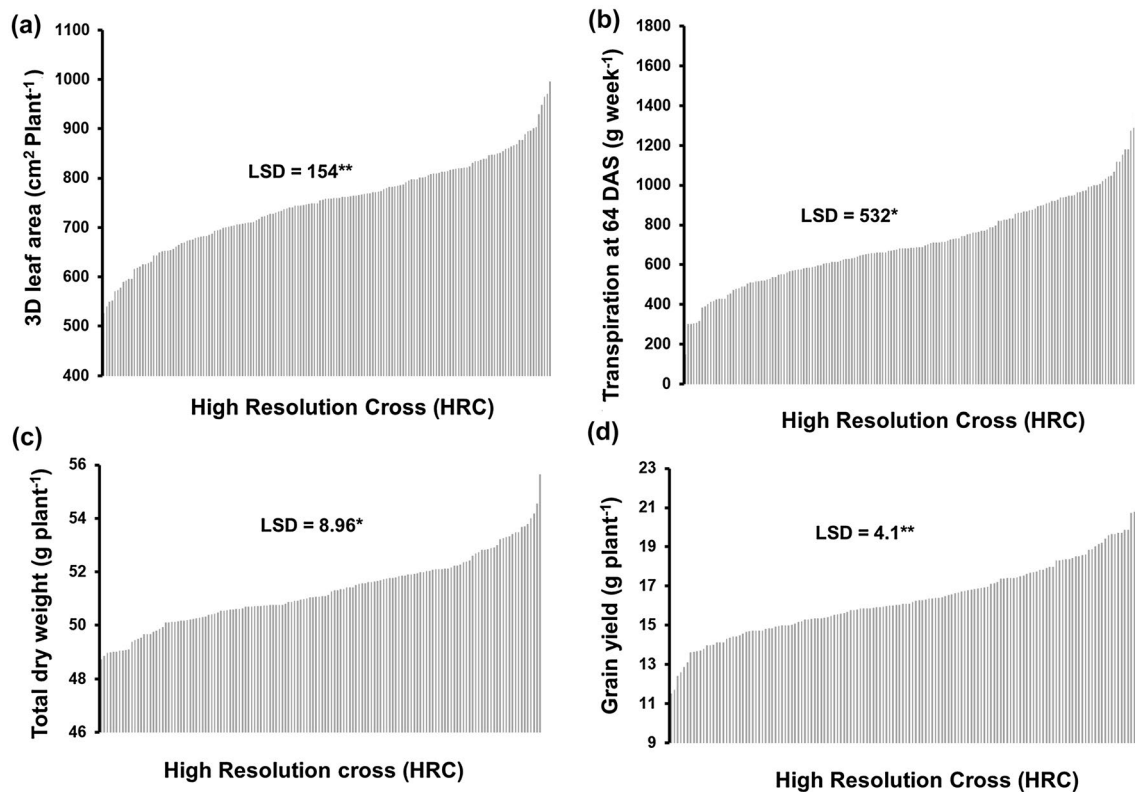 (a)
3D leaf area (cm² Plant⁻¹)
1100
1000
900
800
700
600
500
400
LSD = 154**
High Resolution Cross (HRC)
(b)
Transpiration at 64 DAS (g week⁻¹)
1800
1600
1400
1200
1000
800
600
400
200
0
LSD = 532*
High Resolution Cross (HRC)
(c)
Total dry weight (g plant⁻¹)
56
54
52
50
48
46
LSD = 8.96*
High Resolution cross (HRC)
(d)
Grain yield (g plant⁻¹)
23
21
19
17
15
13
11
9
LSD = 4.1**
High Resolution Cross (HRC)